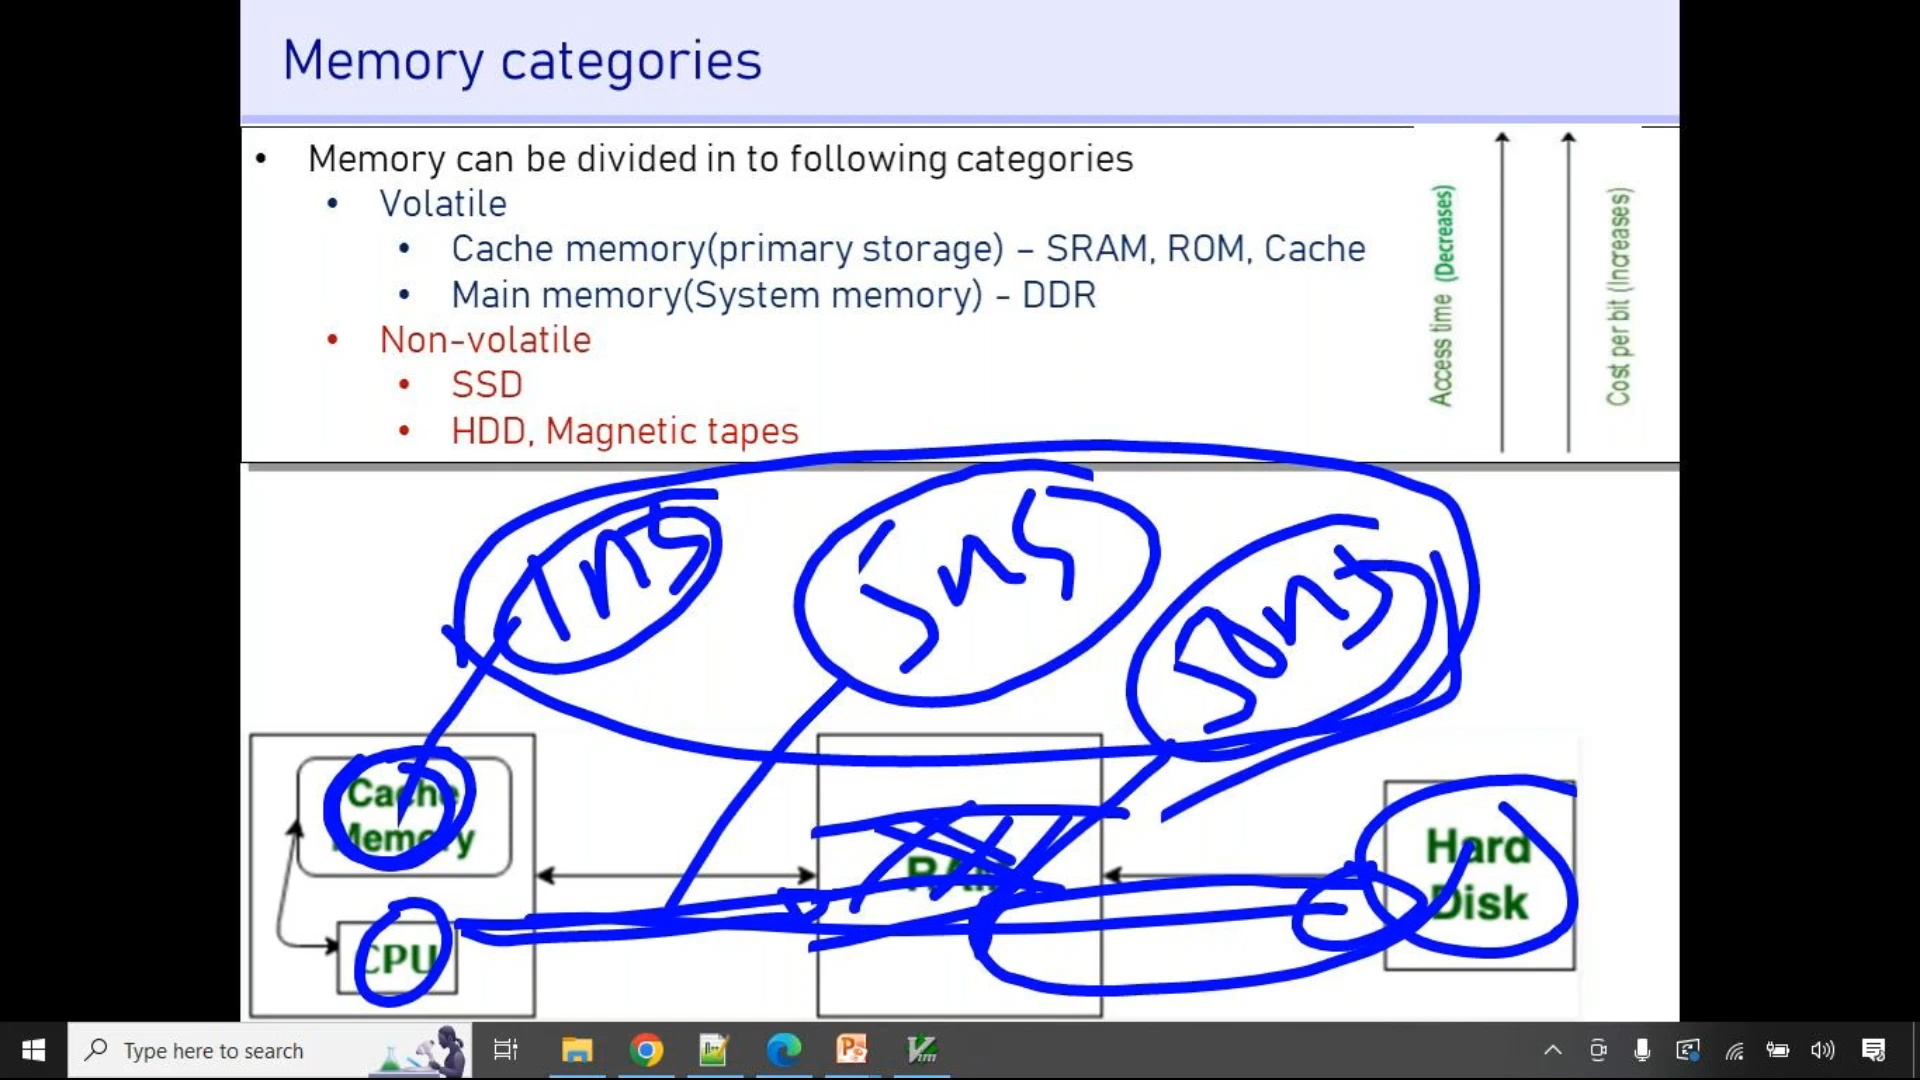 Memory categories
• Memory can be divided in to following categories
• Volatile
• Cache memory(primary storage) – SRAM, ROM, Cache
• Main memory(System memory) - DDR
• Non-volatile
• SSD
• HDD, Magnetic tapes
Access time (Decreases)
Cost per bit (Increases)
1ns
5ns
50ns
Cache
Memory
CPU
RAM
Hard
Disk
Type here to search